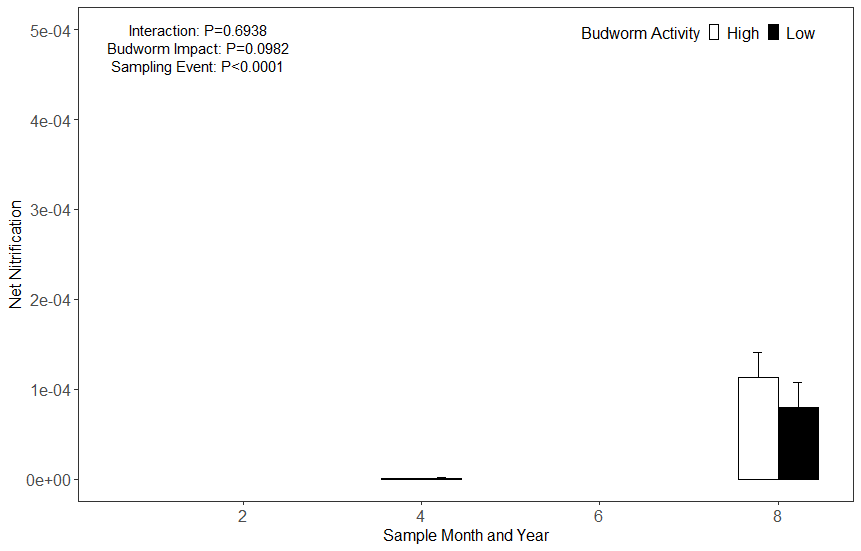 Interaction: P=0.6938
Budworm Impact: P=0.0982
Sampling Event: P<0.0001
Budworm Activity High Low
5e-04
4e-04
3e-04
2e-04
1e-04
0e+00
Net Nitrification
2 4 6 8
Sample Month and Year